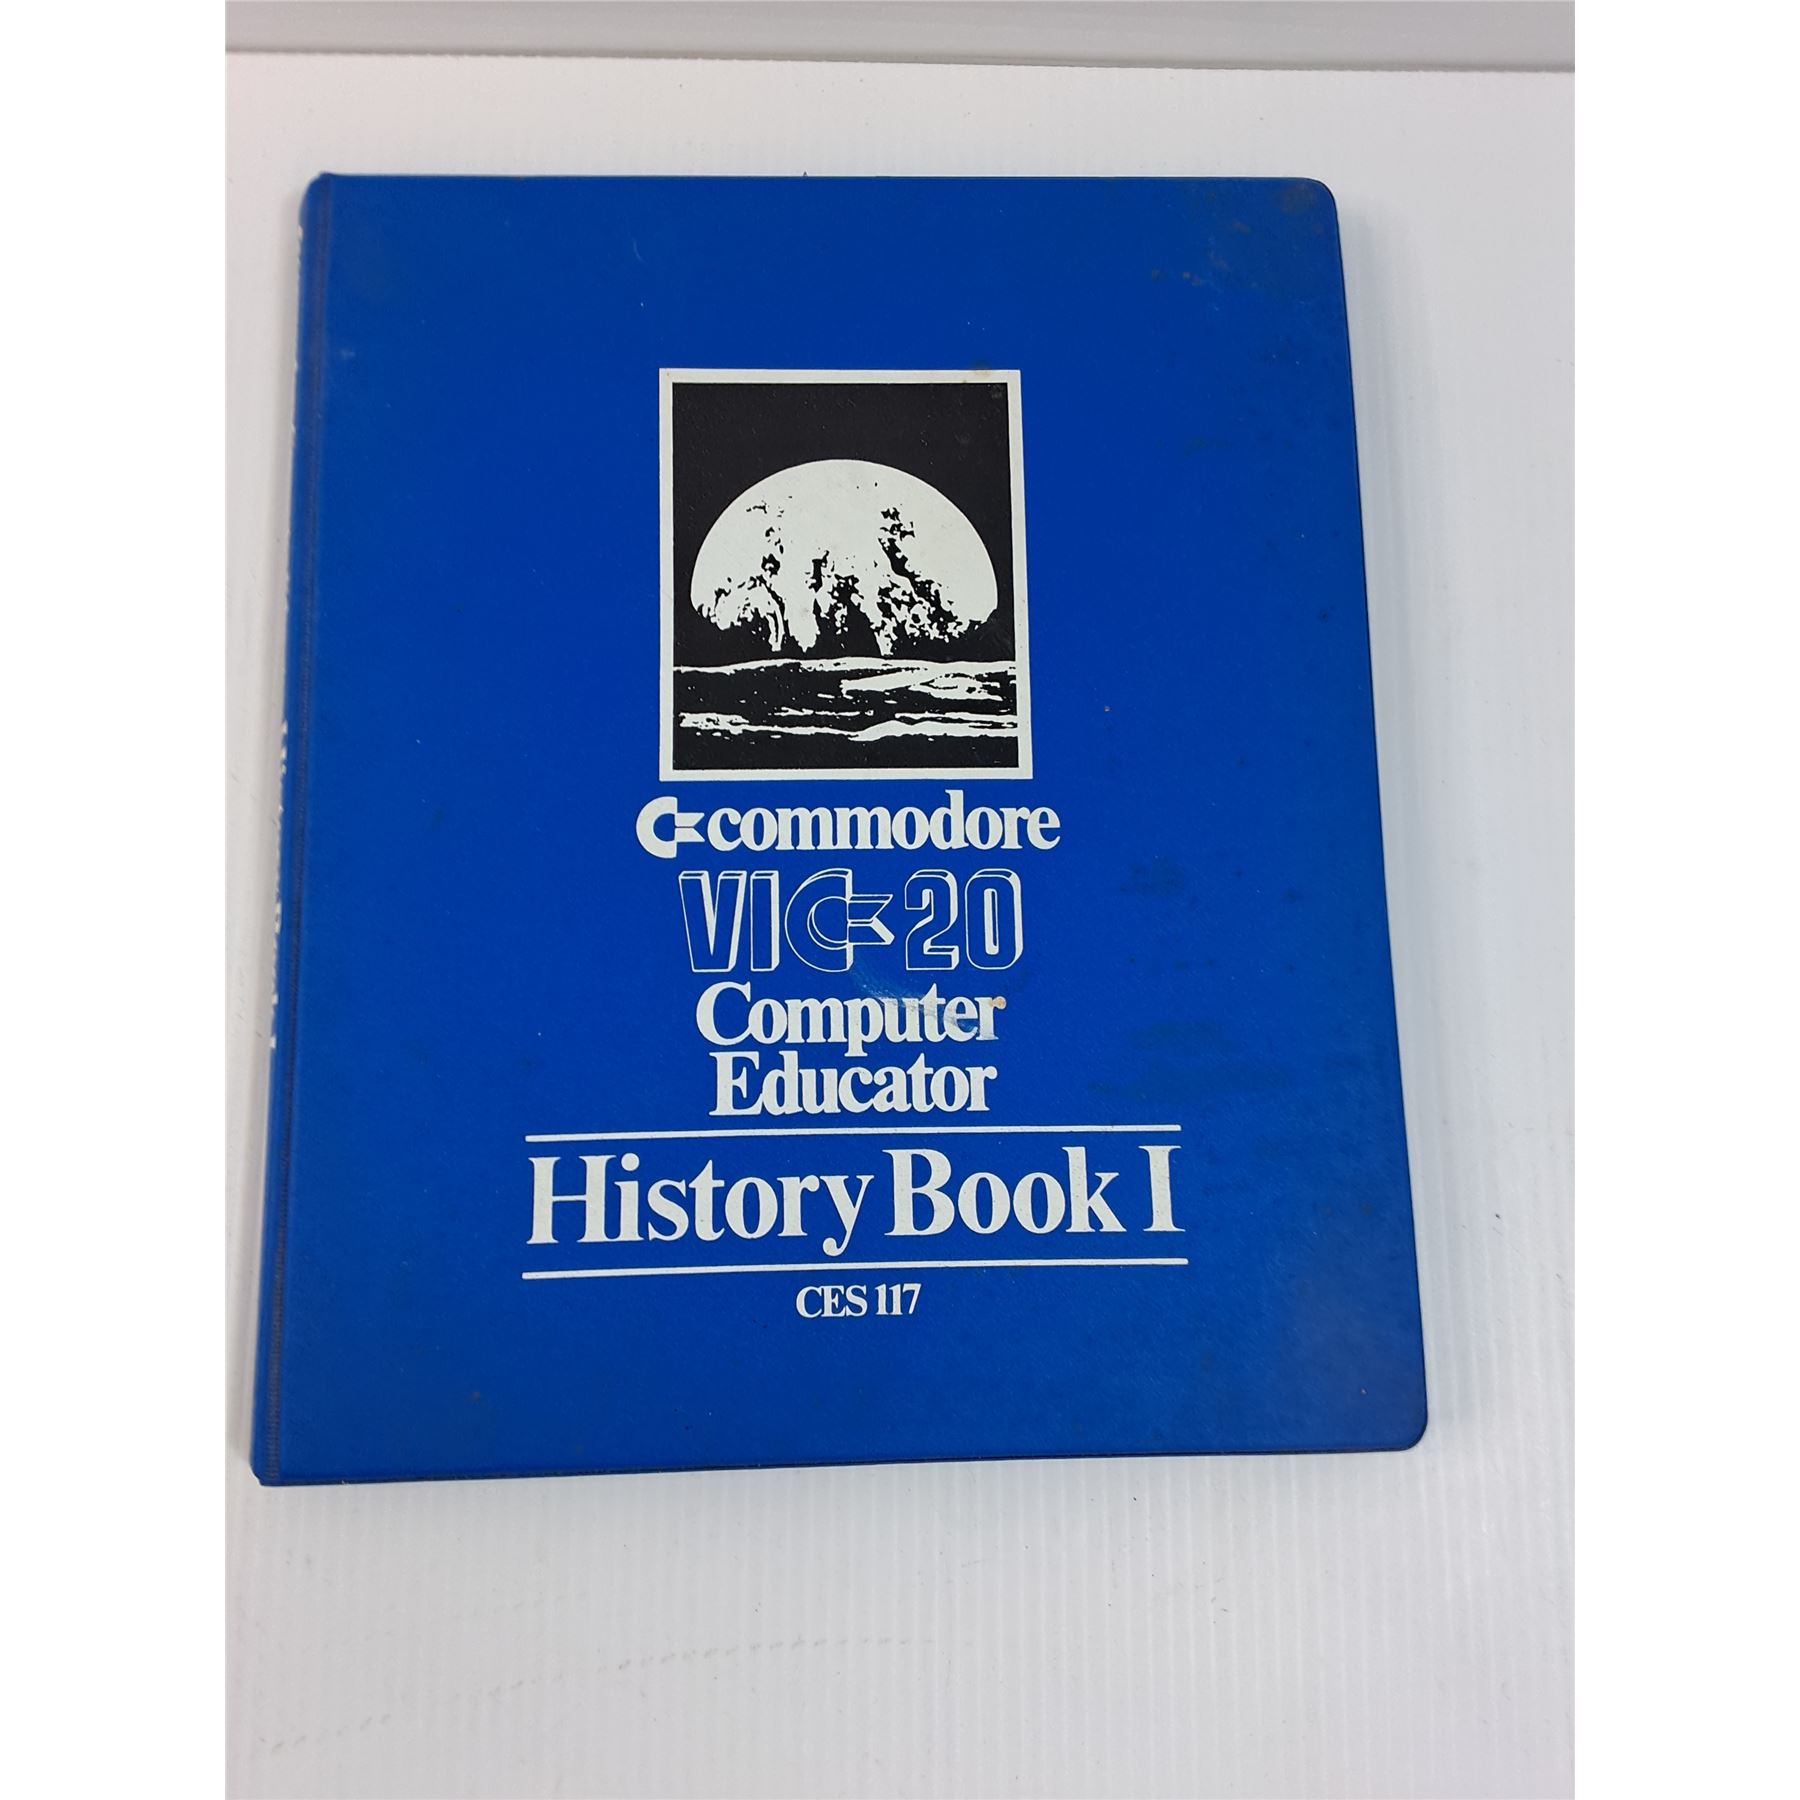 commodore
VIC 20
Computer
Educator
History Book I
CES 117